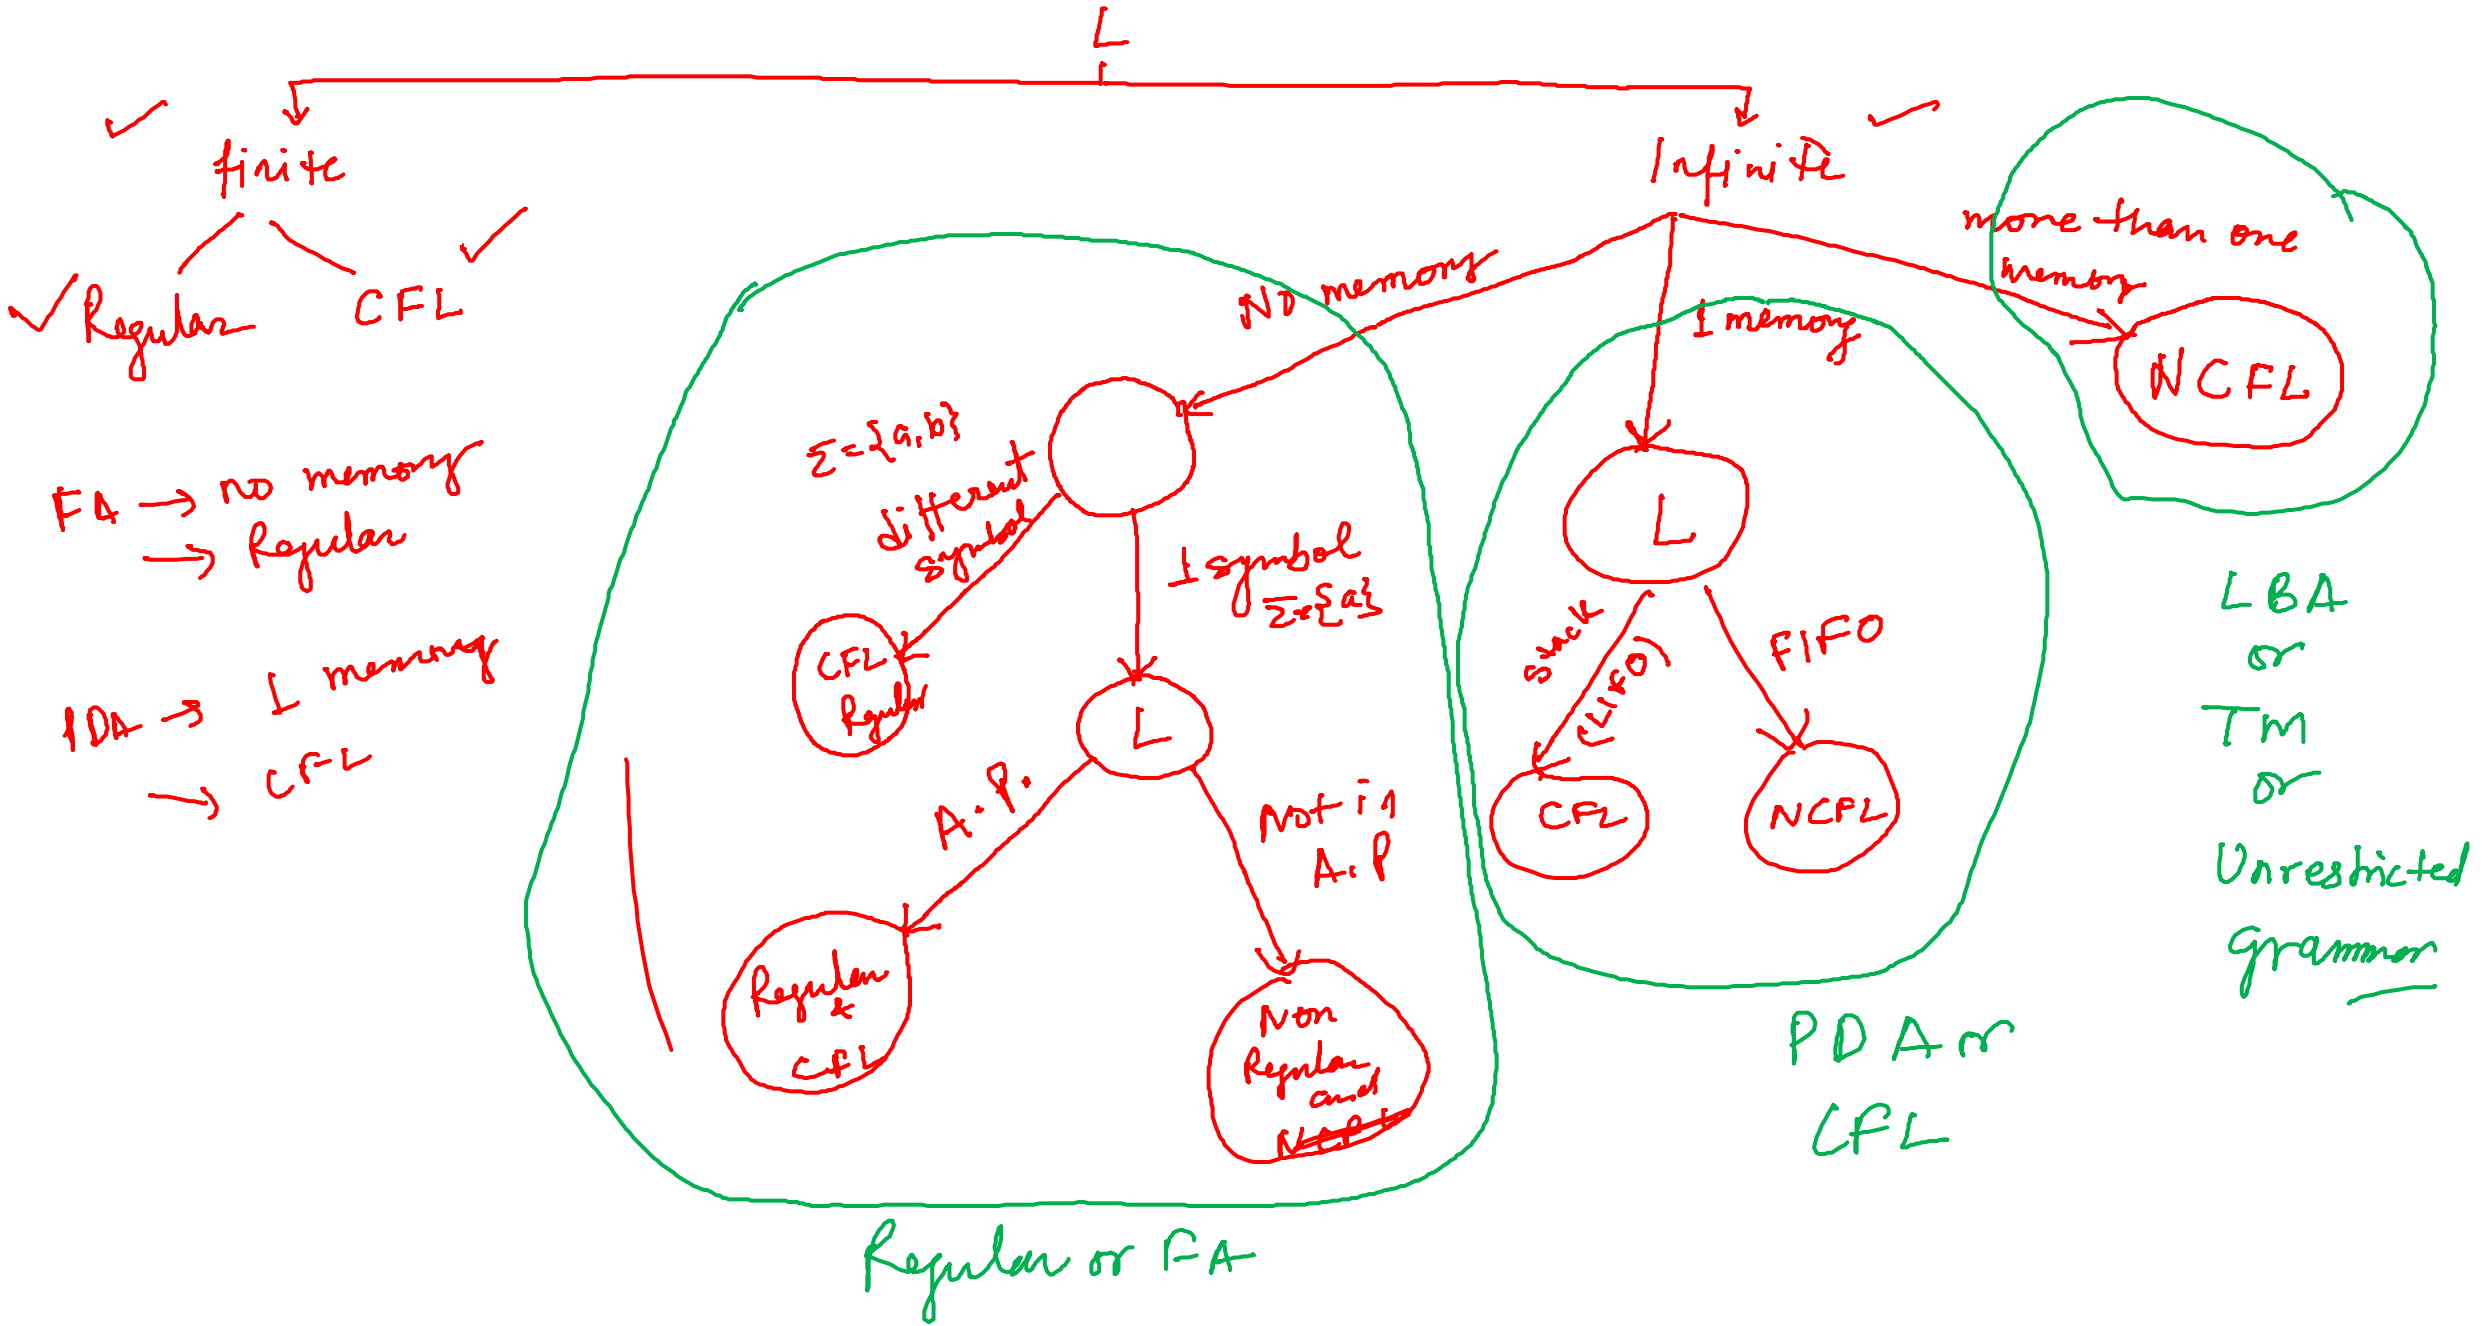 L
finite
Infinite
Regular
CFL
NO memory
1 memory
more than one
memory
NCFL
FA → NO memory
→ Regular
PDA → 1 memory
→ CFL
Σ={a,b}
different
symbol
1 symbol
Σ={a}
CFL
Regular
L
A.P.
Not in
A.P
Regular
&
CFL
Non
Regular
and
NCFL
L
Stack
LIFO
FIFO
CFL
NCFL
LBA
or
TM
or
Unrestricted
grammar
PDA or
CFL
Regular or FA